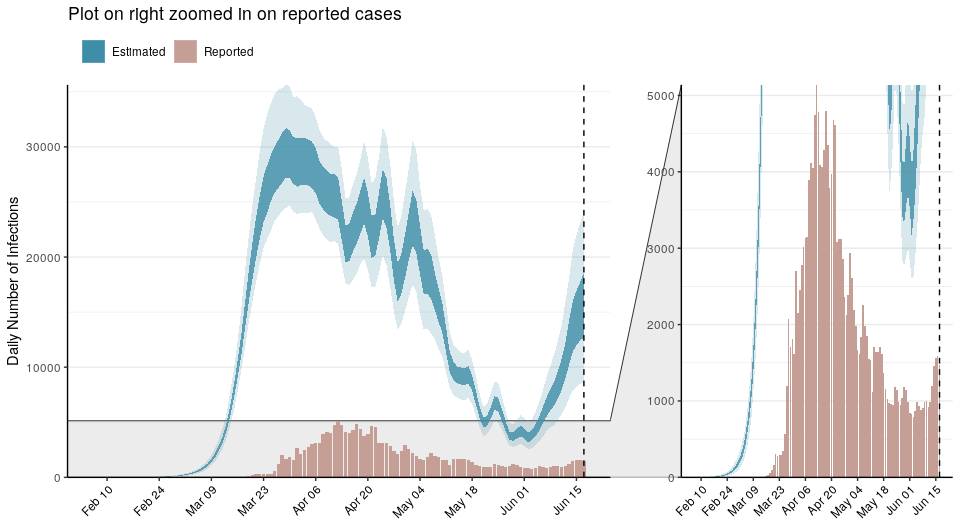 Plot on right zoomed in on reported cases
Estimated Reported
Daily Number of Infections
30000
20000
10000
0
Feb 10 Feb 24 Mar 09 Mar 23 Apr 06 Apr 20 May 04 May 18 Jun 01 Jun 15
5000
4000
3000
2000
1000
0
Feb 10 Feb 24 Mar 09 Mar 23 Apr 06 Apr 20 May 04 May 18 Jun 01 Jun 15